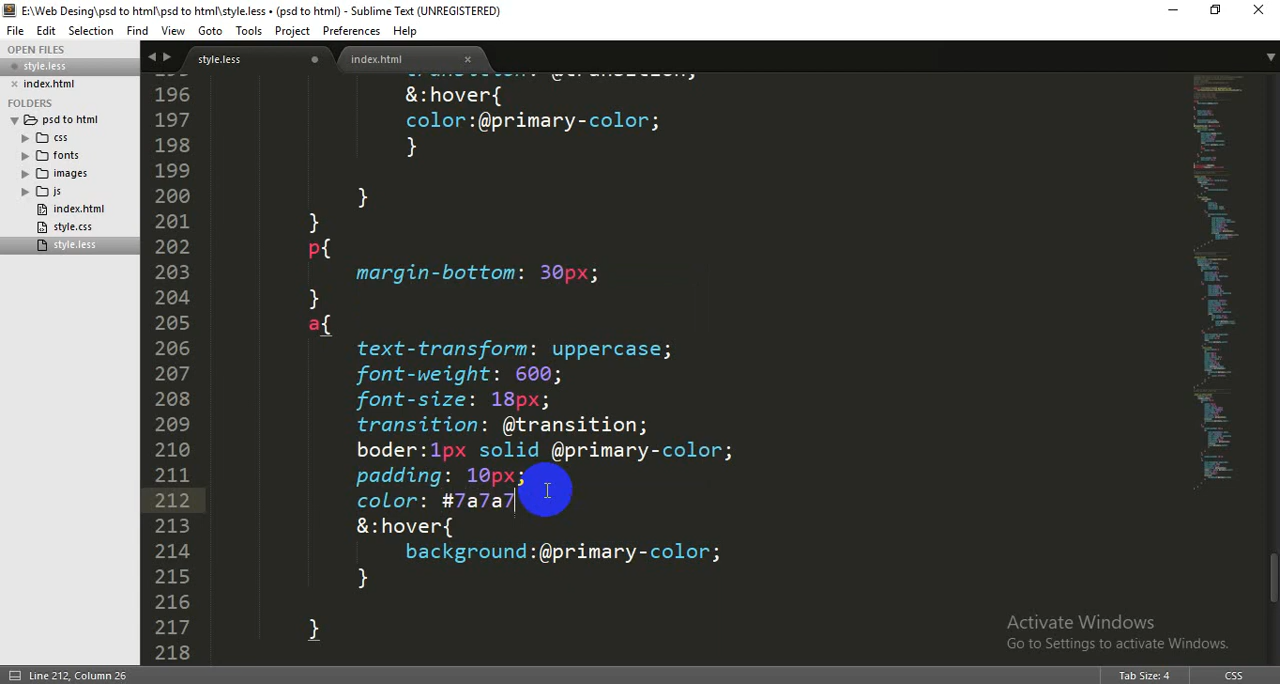 E:\Web Desing\psd to html\psd to html\style.less • (psd to html) - Sublime Text (UNREGISTERED)
File Edit Selection Find View Goto Tools Project Preferences Help
OPEN FILES
style.less
index.html
FOLDERS
psd to html
css
fonts
images
js
index.html
style.css
style.less
style.less index.html
195 transition: @transition;
196 &:hover{
197 color:@primary-color;
198 }
199
200 }
201 }
202 p{
203 margin-bottom: 30px;
204 }
205 a{
206 text-transform: uppercase;
207 font-weight: 600;
208 font-size: 18px;
209 transition: @transition;
210 boder:1px solid @primary-color;
211 padding: 10px;
212 color: #7a7a7
213 &:hover{
214 background:@primary-color;
215 }
216
217 }
218
Activate Windows
Go to Settings to activate Windows.
Line 212, Column 26 Tab Size: 4 CSS